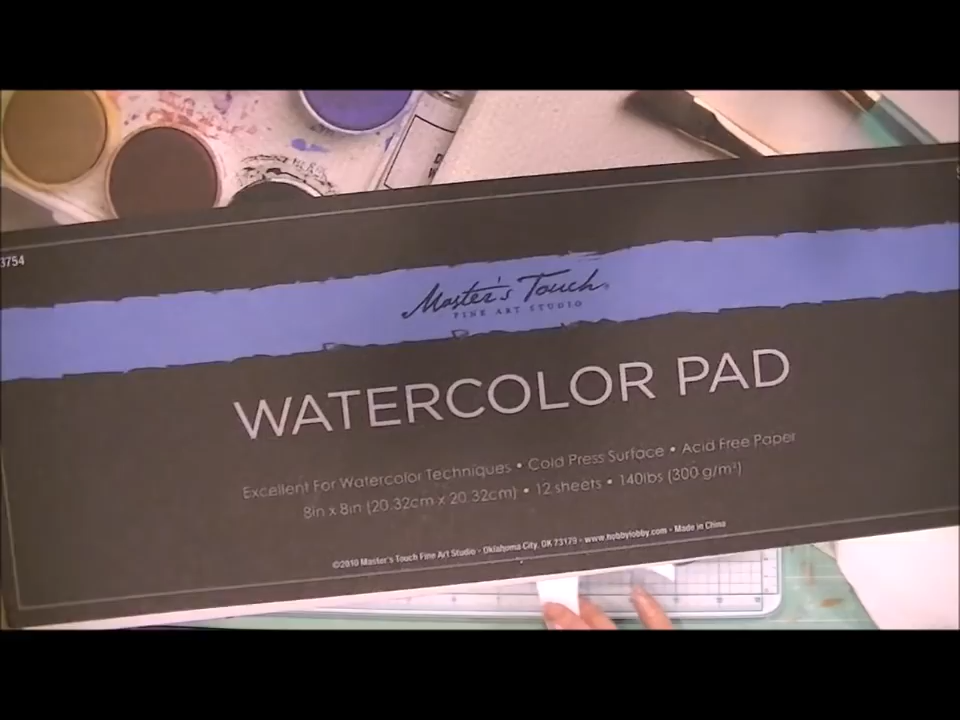 3754
Master's Touch®
FINE ART STUDIO
WATERCOLOR PAD
Excellent For Watercolor Techniques • Cold Press Surface • Acid Free Paper
8in x 8in (20.32cm x 20.32cm) • 12 sheets • 140lbs (300 g/m²)
©2010 Master's Touch Fine Art Studio • Oklahoma City, OK 73179 • www.hobbylobby.com • Made in China